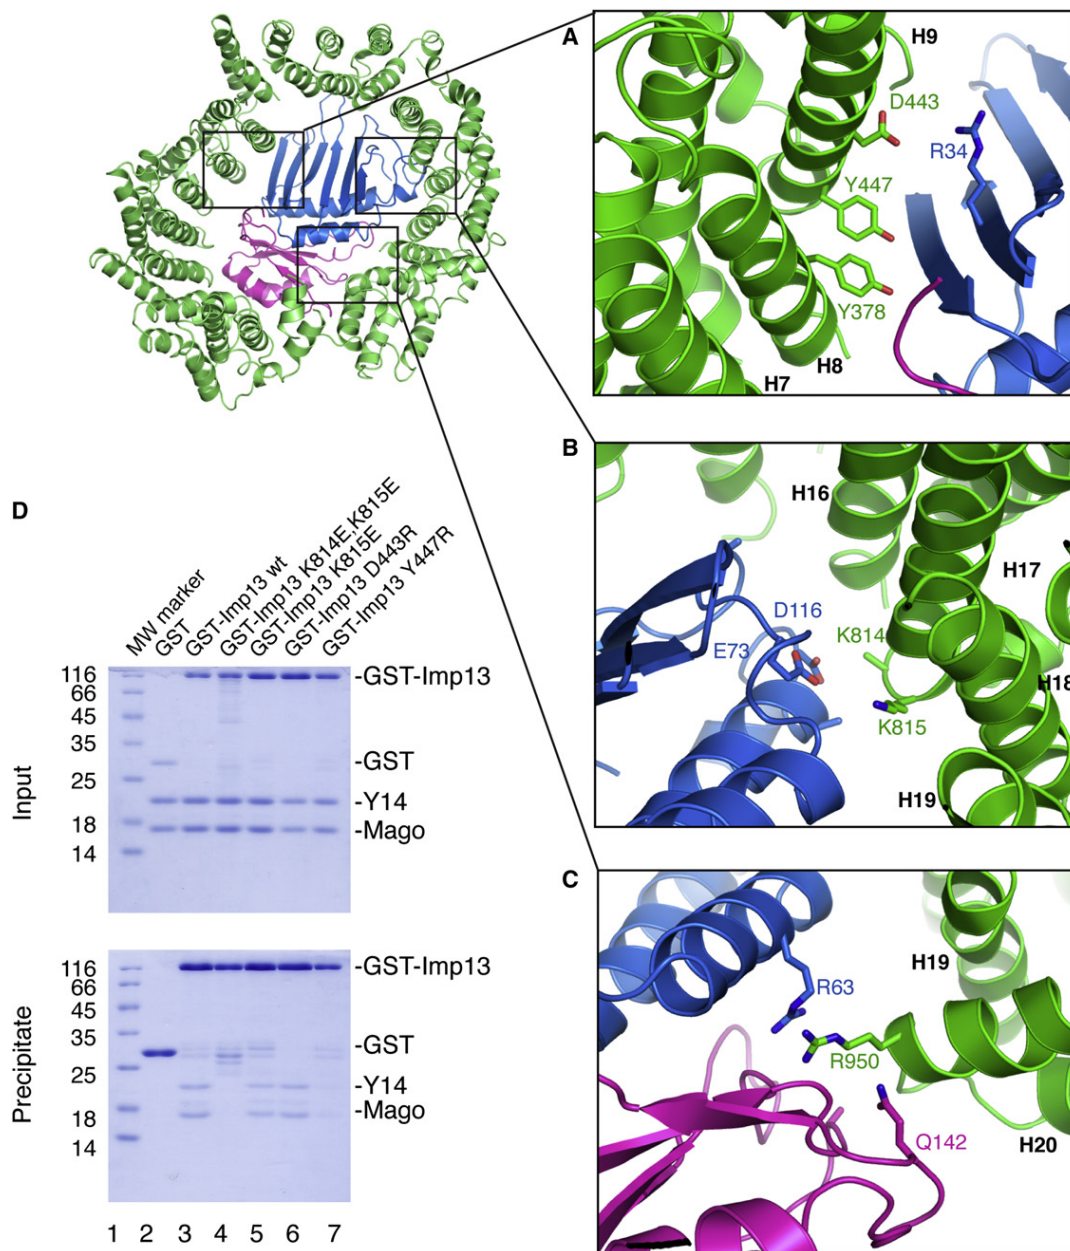 A
H9
D443
R34
Y447
Y378
H8
H7
B
H16
H17
D116
E73
K814
H18
K815
H19
C
H19
R63
R950
Q142
H20
D
MW marker
GST
GST-Imp13 wt
GST-Imp13 K814E,K815E
GST-Imp13 K815E
GST-Imp13 D443R
GST-Imp13 Y447R
Input
116
66
45
35
25
18
14
-GST-Imp13
-GST
-Y14
-Mago
Precipitate
116
66
45
35
25
18
14
-GST-Imp13
-GST
-Y14
-Mago
1 2 3 4 5 6 7